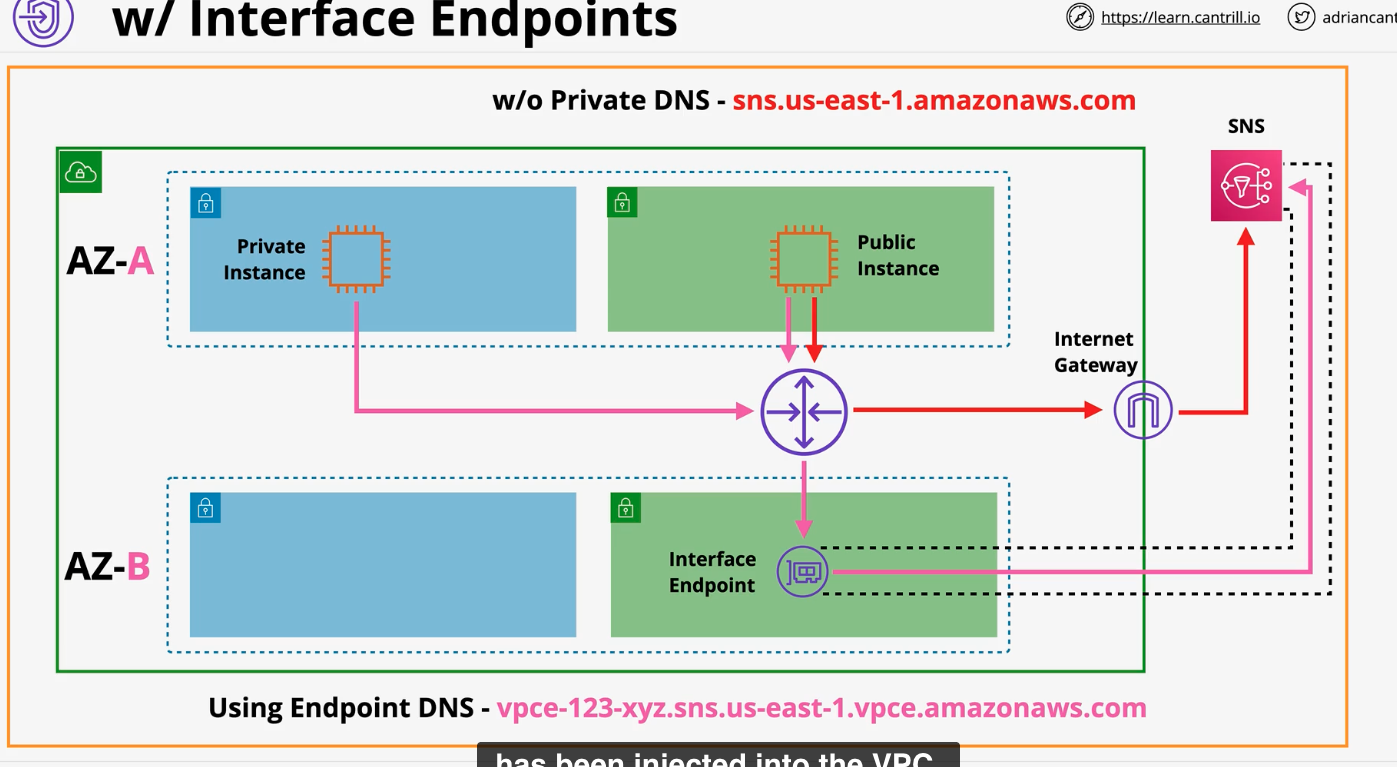 w/ Interface Endpoints
https://learn.cantrill.io
adriancant
w/o Private DNS - sns.us-east-1.amazonaws.com
SNS
AZ-A
Private
Instance
Public
Instance
Internet
Gateway
AZ-B
Interface
Endpoint
Using Endpoint DNS - vpce-123-xyz.sns.us-east-1.vpce.amazonaws.com
has been injected into the VPC